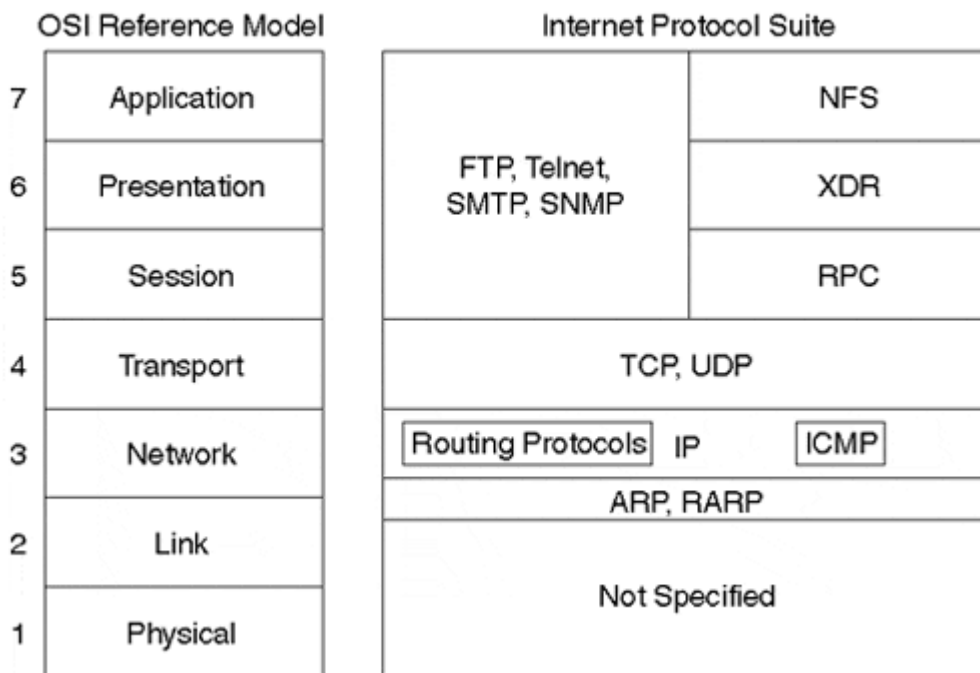 OSI Reference Model
7 Application
6 Presentation
5 Session
4 Transport
3 Network
2 Link
1 Physical
Internet Protocol Suite
FTP, Telnet,
SMTP, SNMP
NFS
XDR
RPC
TCP, UDP
Routing Protocols IP ICMP
ARP, RARP
Not Specified